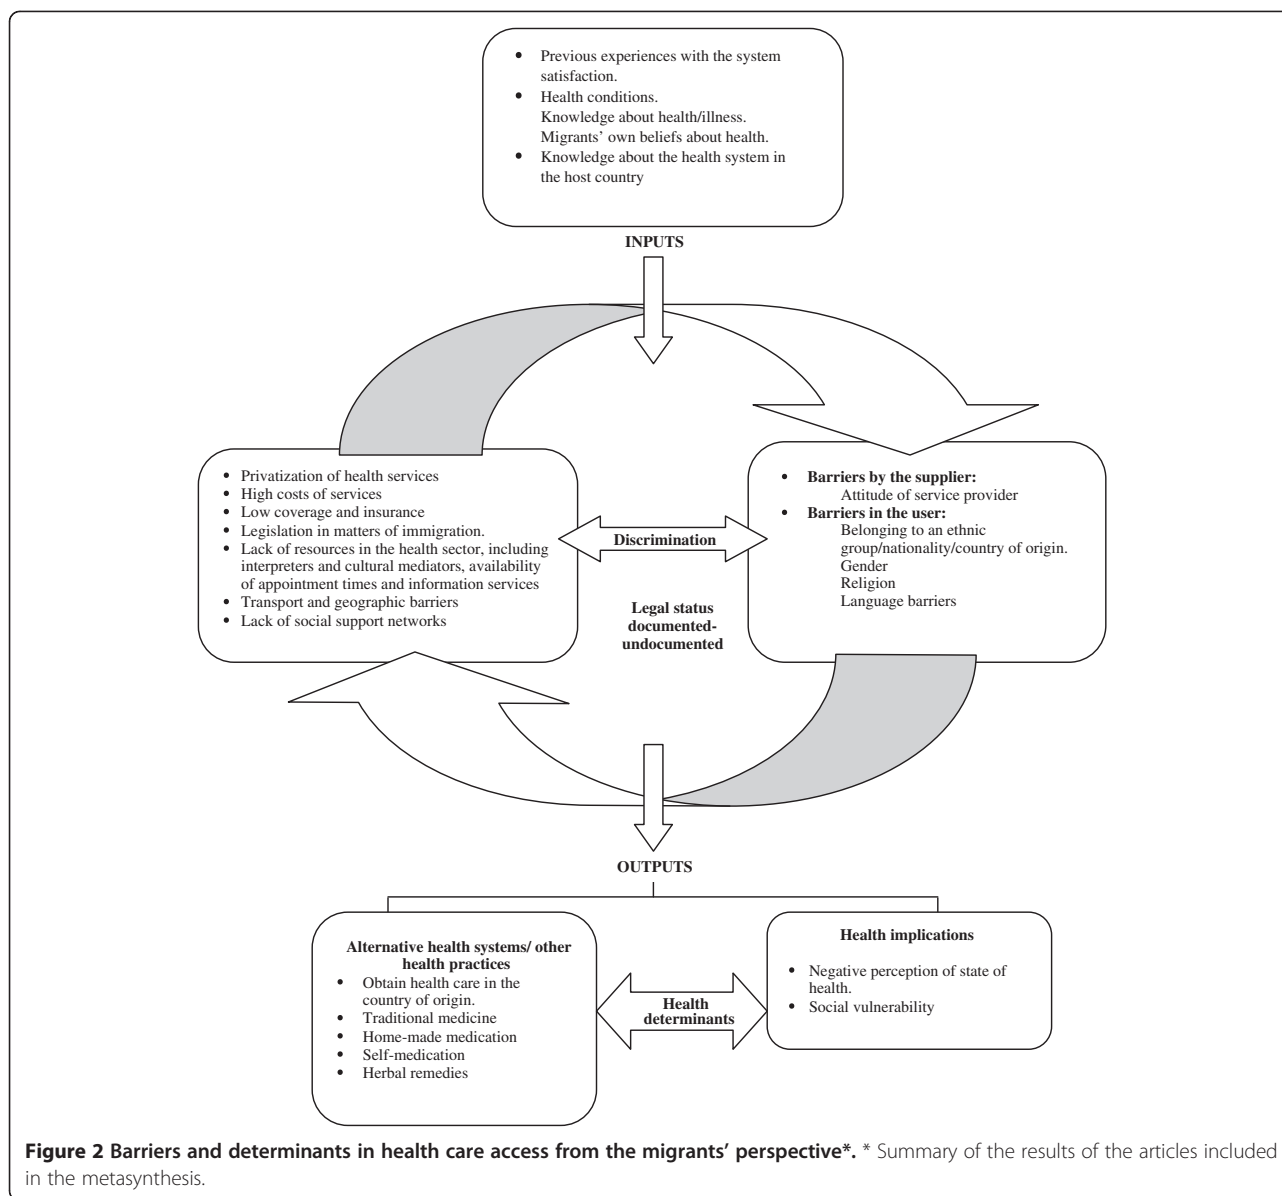 • Previous experiences with the system
satisfaction.
• Health conditions.
Knowledge about health/illness.
Migrants' own beliefs about health.
• Knowledge about the health system in
the host country
INPUTS
• Privatization of health services
• High costs of services
• Low coverage and insurance
• Legislation in matters of immigration.
• Lack of resources in the health sector, including
interpreters and cultural mediators, availability
of appointment times and information services
• Transport and geographic barriers
• Lack of social support networks
Discrimination
Legal status
documented-
undocumented
• Barriers by the supplier:
Attitude of service provider
• Barriers in the user:
Belonging to an ethnic
group/nationality/country of origin.
Gender
Religion
Language barriers
OUTPUTS
Alternative health systems/ other
health practices
• Obtain health care in the
country of origin.
• Traditional medicine
• Home-made medication
• Self-medication
• Herbal remedies
Health
determinants
Health implications
• Negative perception of state of
health.
• Social vulnerability
Figure 2 Barriers and determinants in health care access from the migrants' perspective*. * Summary of the results of the articles included
in the metasynthesis.